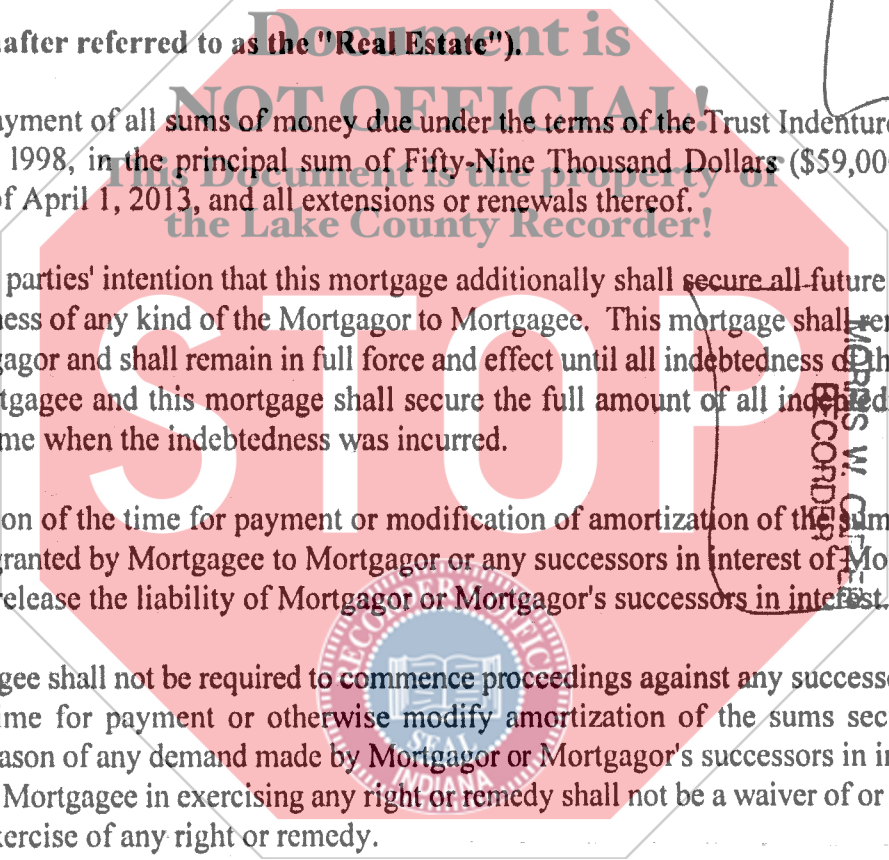 after referred to as the "Real Estate").
Document is
NOT OFFICIAL!
This Document is the property of
the Lake County Recorder!
ayment of all sums of money due under the terms of the Trust Indenture
1998, in the principal sum of Fifty-Nine Thousand Dollars ($59,00
of April 1, 2013, and all extensions or renewals thereof.
parties' intention that this mortgage additionally shall secure all future
ness of any kind of the Mortgagor to Mortgagee. This mortgage shall re
gagor and shall remain in full force and effect until all indebtedness of th
tgagee and this mortgage shall secure the full amount of all indebted
me when the indebtedness was incurred.
on of the time for payment or modification of amortization of the sum
granted by Mortgagee to Mortgagor or any successors in interest of Mo
release the liability of Mortgagor or Mortgagor's successors in interest.
gee shall not be required to commence proceedings against any successo
ime for payment or otherwise modify amortization of the sums sec
ason of any demand made by Mortgagor or Mortgagor's successors in i
Mortgagee in exercising any right or remedy shall not be a waiver of or
xercise of any right or remedy.
STOP
SEAL
INDIANA
W.
RECORDER